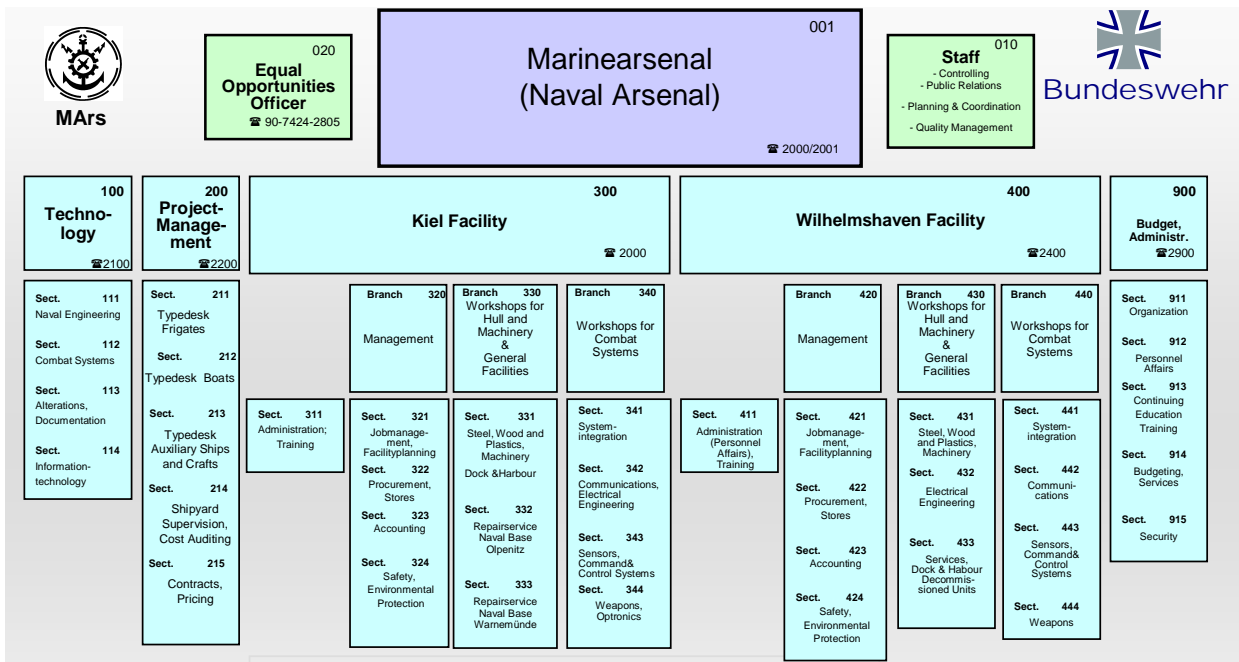 001
Marinearsenal
(Naval Arsenal)
☎ 2000/2001
MArs
020
Equal
Opportunities
Officer
☎ 90-7424-2805
010
Staff
- Controlling
- Public Relations
- Planning & Coordination
- Quality Management
Bundeswehr
100
Techno-
logy
☎2100
200
Project-
Manage-
ment
☎2200
300
Kiel Facility
☎ 2000
400
Wilhelmshaven Facility
☎2400
900
Budget,
Administr.
☎2900
Sect. 111
Naval Engineering
Sect. 112
Combat Systems
Sect. 113
Alterations,
Documentation
Sect. 114
Information-
technology
Sect. 211
Typedesk
Frigates
Sect. 212
Typedesk Boats
Sect. 213
Typedesk
Auxiliary Ships
and Crafts
Sect. 214
Shipyard
Supervision,
Cost Auditing
Sect. 215
Contracts,
Pricing
Sect. 311
Administration;
Training
Branch 320
Management
Sect. 321
Jobmanage-
ment,
Facilityplanning
Sect. 322
Procurement,
Stores
Sect. 323
Accounting
Sect. 324
Safety,
Environmental
Protection
Branch 330
Workshops for
Hull and
Machinery
&
General
Facilities
Sect. 331
Steel, Wood and
Plastics,
Machinery
Dock &Harbour
Sect. 332
Repairservice
Naval Base
Olpenitz
Sect. 333
Repairservice
Naval Base
Warnemünde
Branch 340
Workshops for
Combat
Systems
Sect. 341
System-
integration
Sect. 342
Communications,
Electrical
Engineering
Sect. 343
Sensors,
Command&
Control Systems
Sect. 344
Weapons,
Optronics
Sect. 411
Administration
(Personnel
Affairs),
Training
Branch 420
Management
Sect. 421
Jobmanage-
ment,
Facilityplanning
Sect. 422
Procurement,
Stores
Sect. 423
Accounting
Sect. 424
Safety,
Environmental
Protection
Branch 430
Workshops for
Hull and
Machinery
&
General
Facilities
Sect. 431
Steel, Wood
and Plastics,
Machinery
Sect. 432
Electrical
Engineering
Sect. 433
Services,
Dock & Habour
Decommis-
sioned Units
Branch 440
Workshops for
Combat
Systems
Sect. 441
System-
integration
Sect. 442
Communi-
cations
Sect. 443
Sensors,
Command&
Control
Systems
Sect. 444
Weapons
Sect. 911
Organization
Sect. 912
Personnel
Affairs
Sect. 913
Continuing
Education
Training
Sect. 914
Budgeting,
Services
Sect. 915
Security